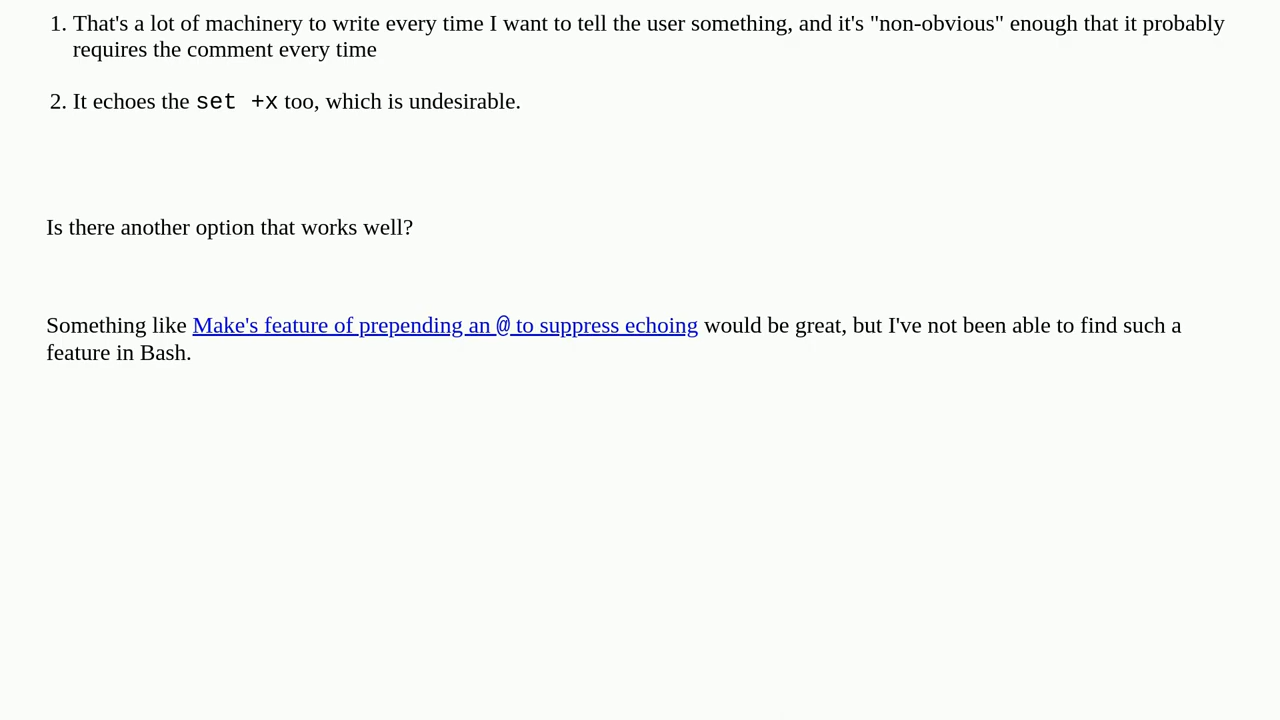 1. That's a lot of machinery to write every time I want to tell the user something, and it's "non-obvious" enough that it probably
requires the comment every time
2. It echoes the set +x too, which is undesirable.
Is there another option that works well?
Something like Make's feature of prepending an @ to suppress echoing would be great, but I've not been able to find such a
feature in Bash.